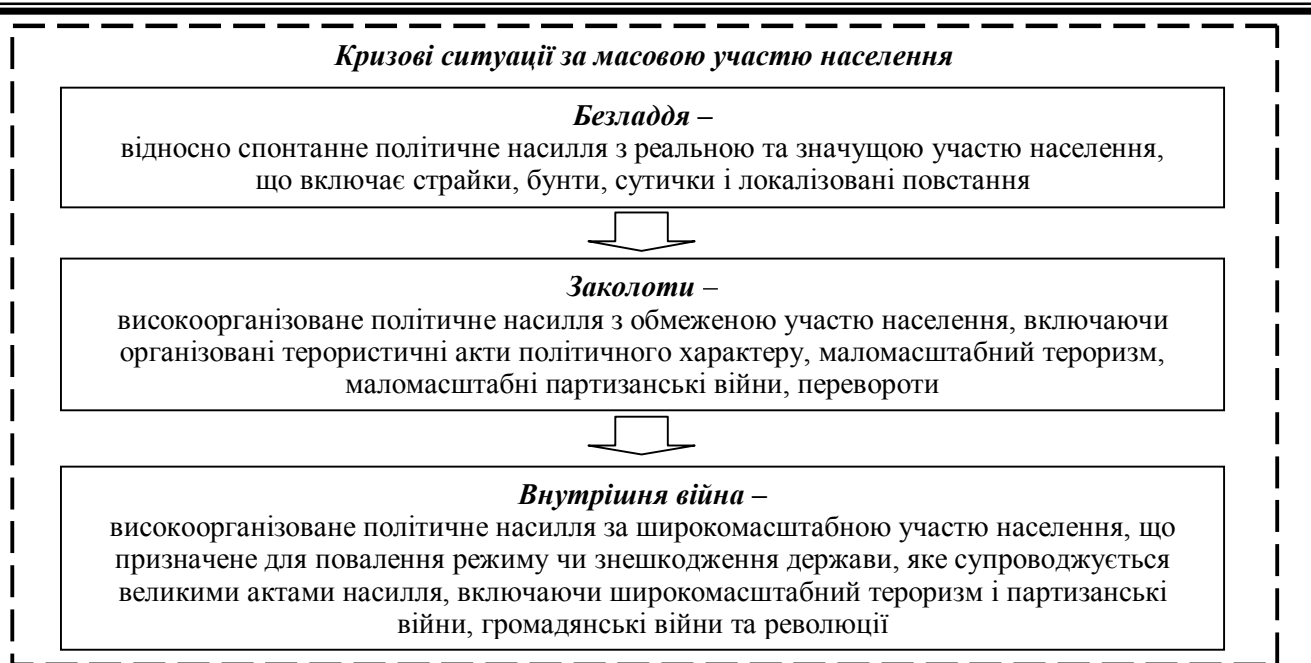 Кризові ситуації за масовою участю населення
Безладдя –
відносно спонтанне політичне насилля з реальною та значущою участю населення,
що включає страйки, бунти, сутички і локалізовані повстання
Заколоти –
високоорганізоване політичне насилля з обмеженою участю населення, включаючи
організовані терористичні акти політичного характеру, маломасштабний тероризм,
маломасштабні партизанські війни, перевороти
Внутрішня війна –
високоорганізоване політичне насилля за широкомасштабною участю населення, що
призначене для повалення режиму чи знешкодження держави, яке супроводжується
великими актами насилля, включаючи широкомасштабний тероризм і партизанські
війни, громадянські війни та революції